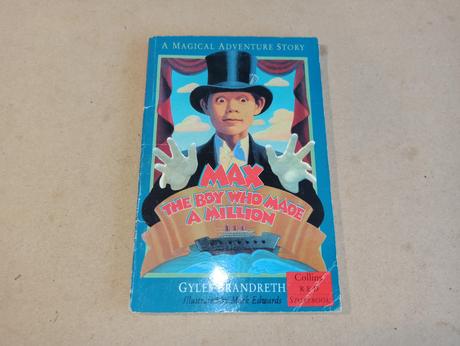 A MAGICAL ADVENTURE STORY
MAX
THE BOY WHO MADE
A MILLION
GYLES BRANDRETH
Illustrated by Mark Edwards
Collins
RED
STORYBOOK